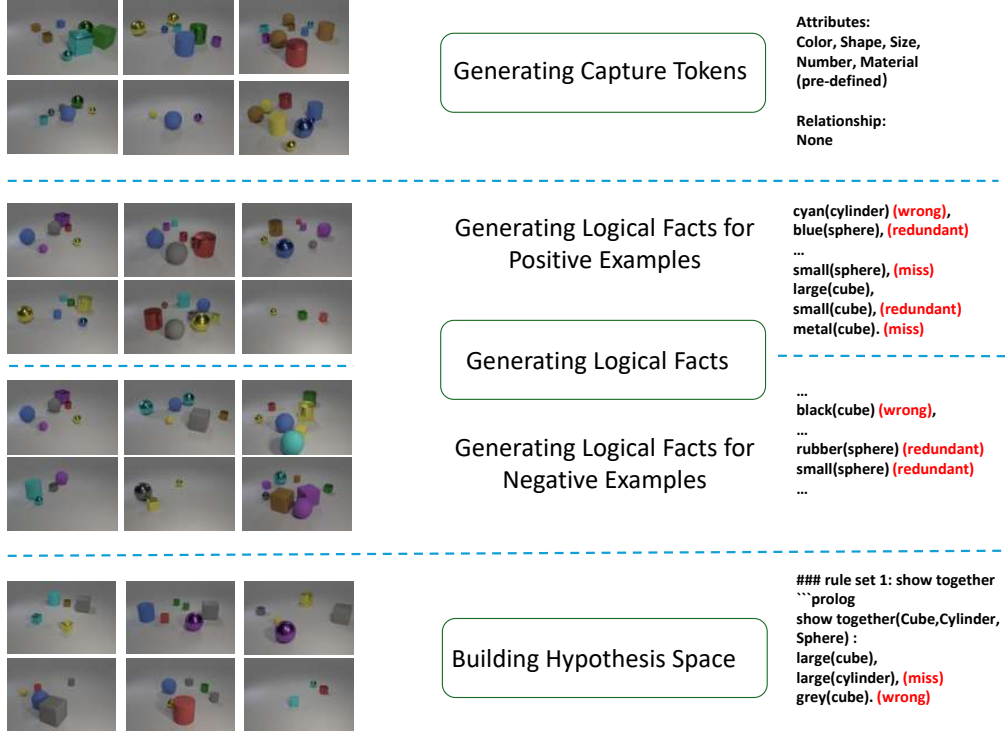 Generating Capture Tokens
Attributes:
Color, Shape, Size,
Number, Material
(pre-defined)
Relationship:
None
Generating Logical Facts for
Positive Examples
cyan(cylinder) (wrong),
blue(sphere), (redundant)
...
small(sphere), (miss)
large(cube),
small(cube), (redundant)
metal(cube). (miss)
Generating Logical Facts
Generating Logical Facts for
Negative Examples
...
black(cube) (wrong),
...
rubber(sphere) (redundant)
small(sphere) (redundant)
...
Building Hypothesis Space
### rule set 1: show together
```prolog
show together(Cube,Cylinder,
Sphere) :
large(cube),
large(cylinder), (miss)
grey(cube). (wrong)